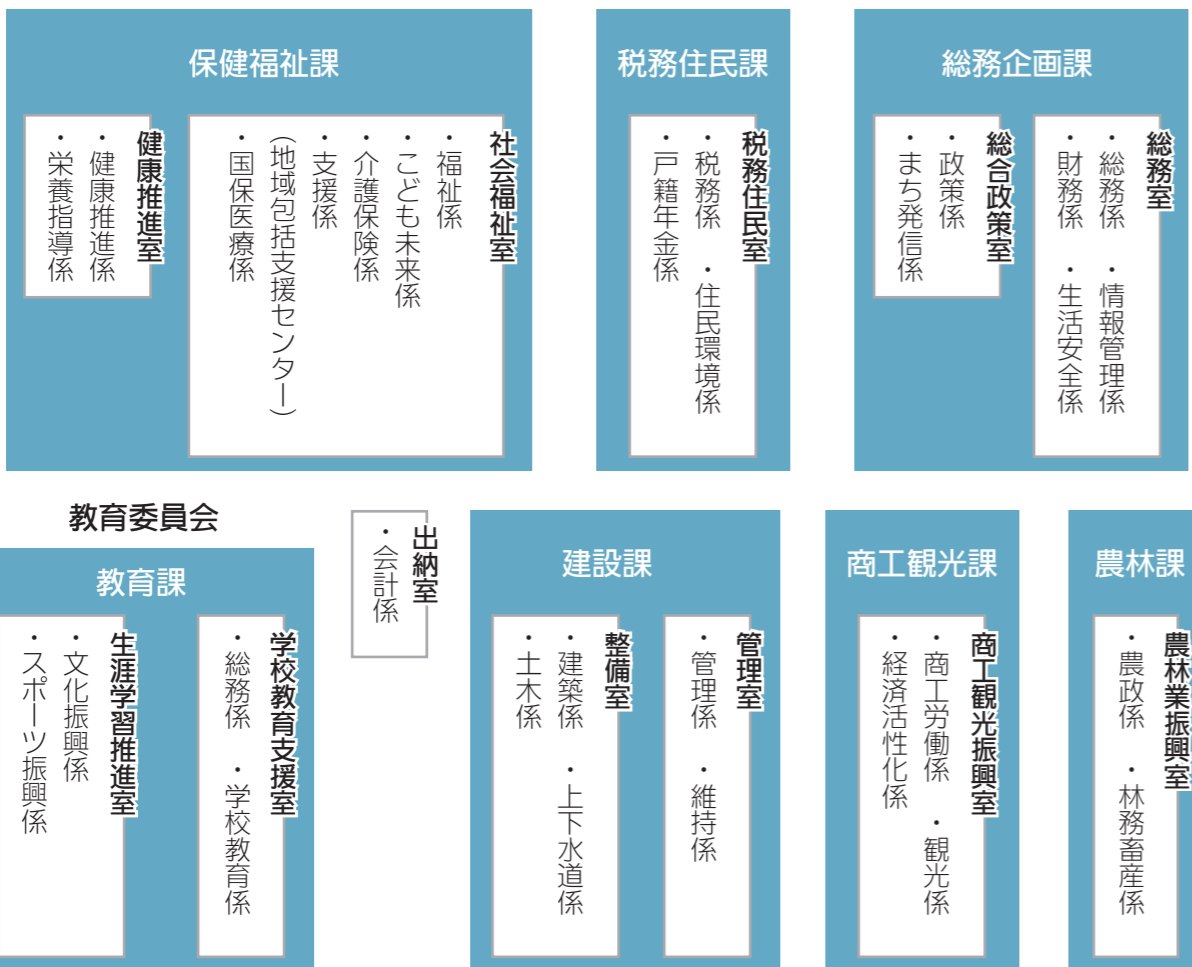 総務企画課
総務室
・総務係　・情報管理係
・財務係　・生活安全係
総合政策室
・政策係
・まち発信係
税務住民課
税務住民室
・税務係　・住民環境係
・戸籍年金係
保健福祉課
社会福祉室
・福祉係
・こども未来係
・介護保険係
・支援係
（地域包括支援センター）
・国保医療係
健康推進室
・健康推進係
・栄養指導係
農林課
農林業振興室
・農政係　・林務畜産係
商工観光課
商工観光振興室
・商工労働係　・観光係
・経済活性化係
建設課
管理室
・管理係　・維持係
整備室
・建築係　・上下水道係
・土木係
出納室
・会計係
教育委員会
教育課
学校教育支援室
・総務係　・学校教育係
生涯学習推進室
・文化振興係
・スポーツ振興係